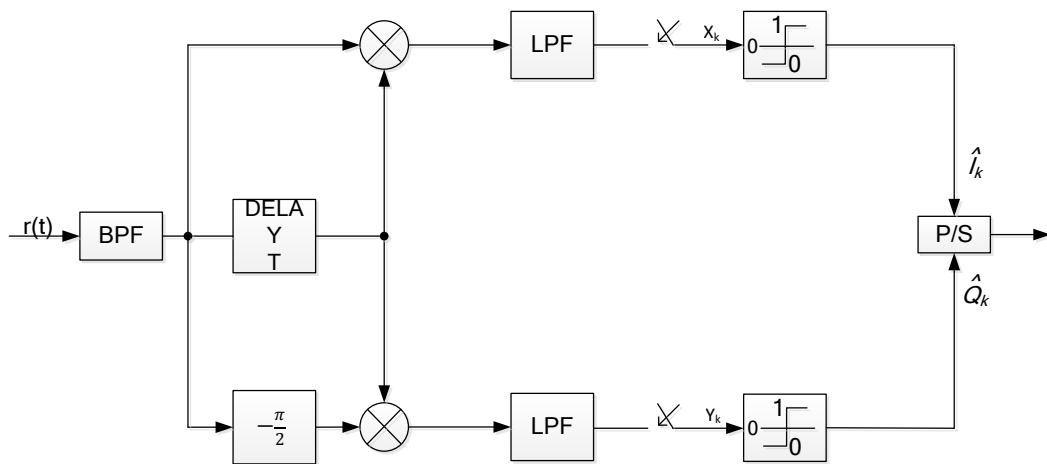 LPF
X_k
1
0
0
Î_k
r(t)
BPF
DELA
Y
T
P/S
Q̂_k
-π/2
LPF
Y_k
1
0
0